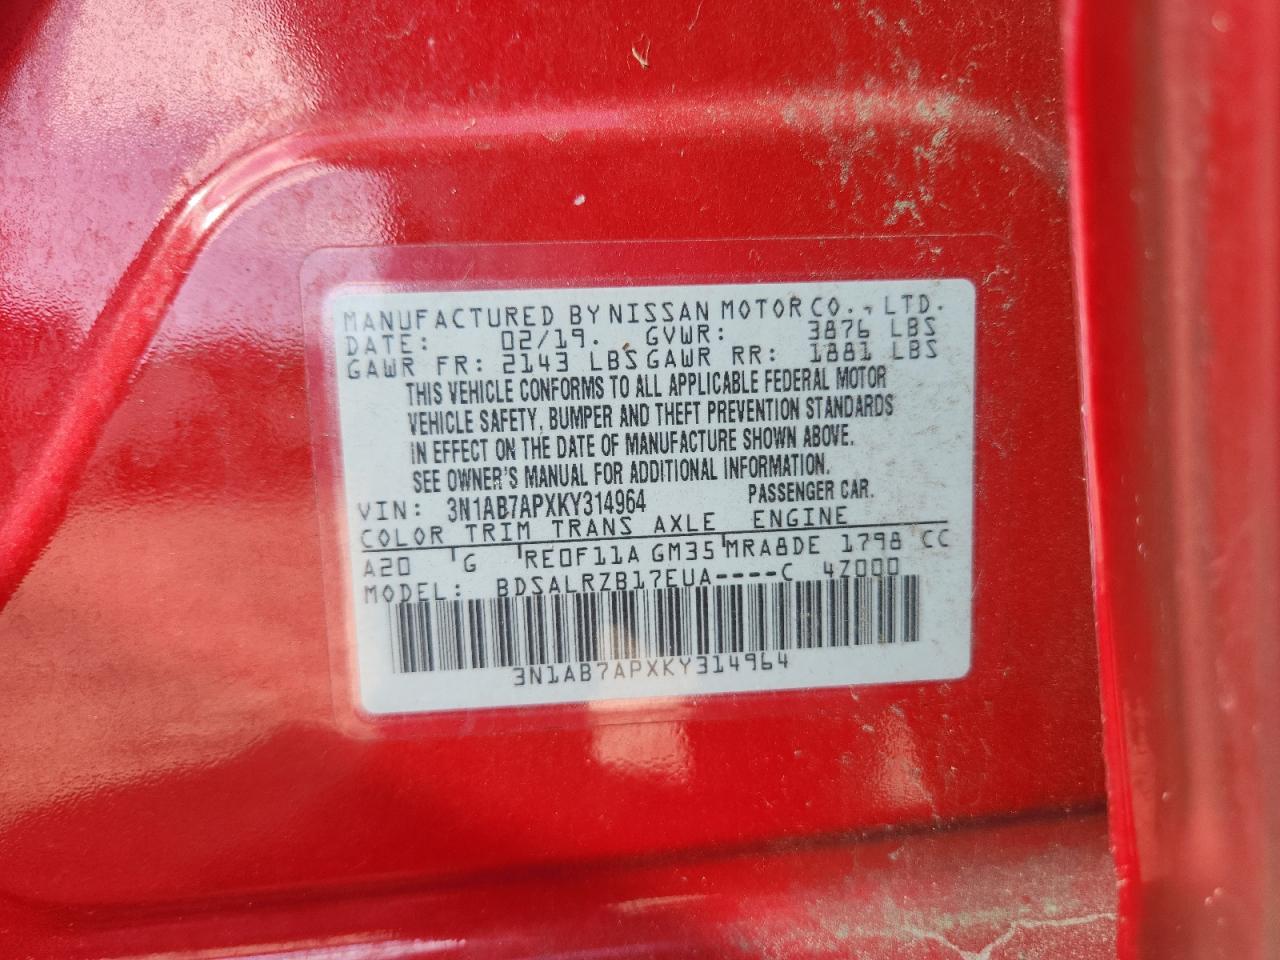 MANUFACTURED BY NISSAN MOTOR CO., LTD.
DATE: 02/19. GVWR: 3876 LBS
GAWR FR: 2143 LBS GAWR RR: 1881 LBS
THIS VEHICLE CONFORMS TO ALL APPLICABLE FEDERAL MOTOR
VEHICLE SAFETY, BUMPER AND THEFT PREVENTION STANDARDS
IN EFFECT ON THE DATE OF MANUFACTURE SHOWN ABOVE.
SEE OWNER'S MANUAL FOR ADDITIONAL INFORMATION.
VIN: 3N1AB7APXKY314964 PASSENGER CAR.
COLOR TRIM TRANS AXLE ENGINE
A20 G RE0F11A GM35 MRA8DE 1798 CC
MODEL: BDSALRZB17EUA----C 4Z000
3N1AB7APXKY314964